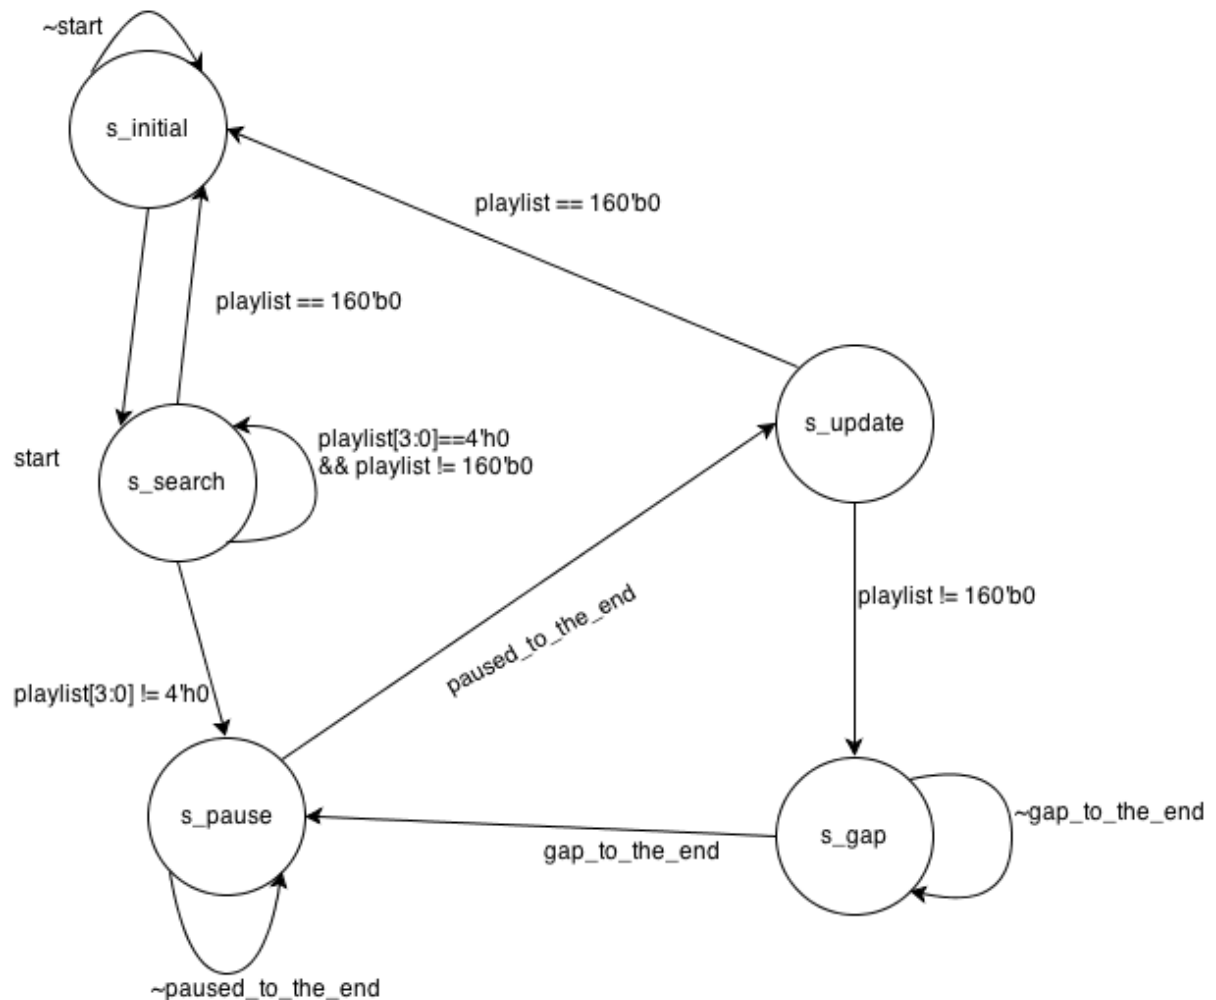 ~start
s_initial
playlist == 160'b0
playlist == 160'b0
s_update
playlist[3:0]==4'h0
&& playlist != 160'b0
start
s_search
playlist != 160'b0
paused_to_the_end
playlist[3:0] != 4'h0
s_pause
~gap_to_the_end
s_gap
gap_to_the_end
~paused_to_the_end